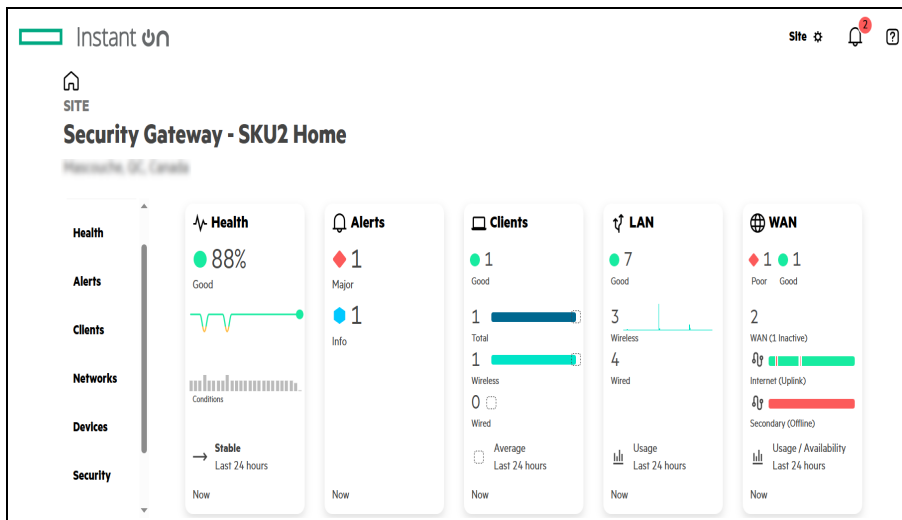 Instant on
Site
2
?
SITE
Security Gateway - SKU2 Home
Mascouche, QC, Canada
Health
Alerts
Clients
Networks
Devices
Security
Health
88%
Good
Conditions
Stable
Last 24 hours
Now
Alerts
1
Major
1
Info
Now
Clients
1
Good
1
Total
1
Wireless
0
Wired
Average
Last 24 hours
Now
LAN
7
Good
3
Wireless
4
Wired
Usage
Last 24 hours
Now
WAN
1 1
Poor Good
2
WAN (1 Inactive)
Internet (Uplink)
Secondary (Offline)
Usage / Availability
Last 24 hours
Now